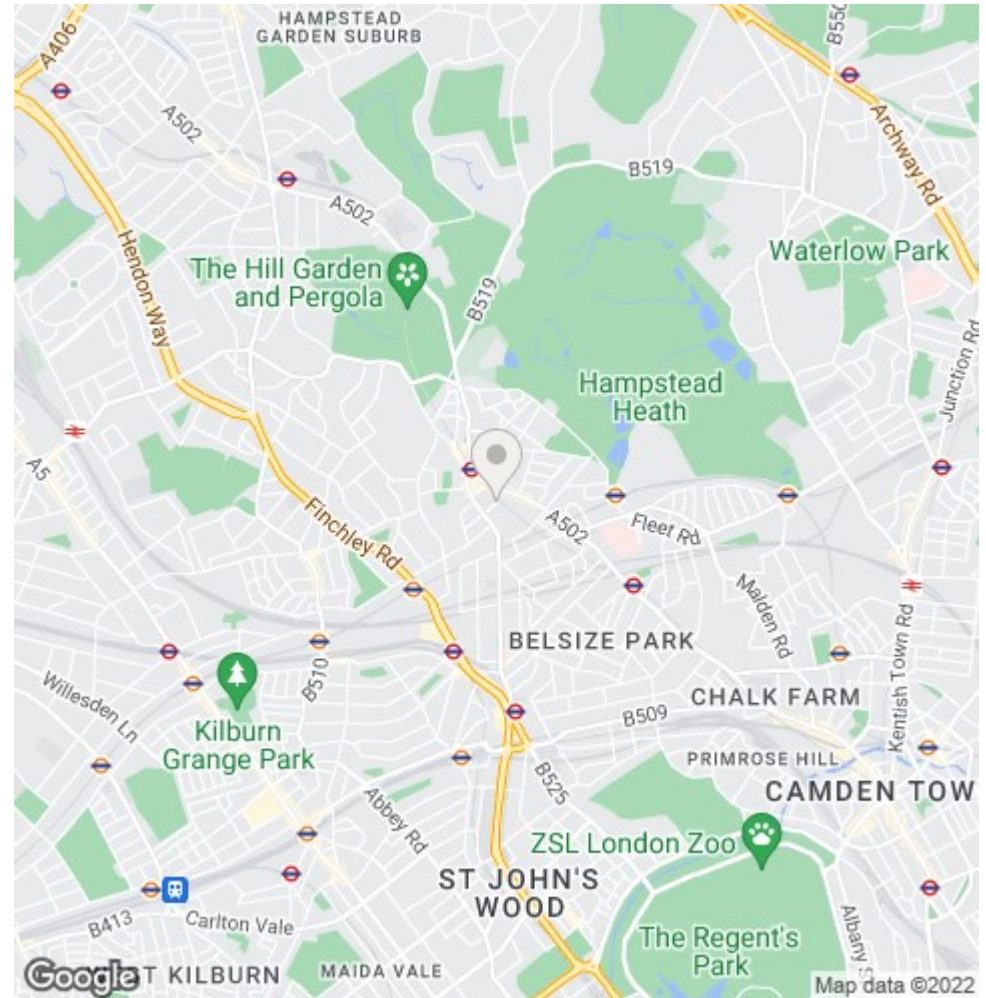 HAMPSTEAD
GARDEN SUBURB
B550
A406
A502
Archway Rd
B519
A502
Waterlow Park
The Hill Garden
and Pergola
B519
Hendon Way
Junction Rd
Hampstead
Heath
A5
A502
Fleet Rd
Finchley Rd
Malden Rd
BELSIZE PARK
B510
Kentish Town Rd
Willesden Ln
CHALK FARM
B509
Kilburn
Grange Park
PRIMROSE HILL
B525
CAMDEN TOW
Abbey Rd
ZSL London Zoo
ST JOHN'S
WOOD
Albany S
B413
Carlton Vale
The Regent's
Park
Google
ST KILBURN
MAIDA VALE
Map data ©2022